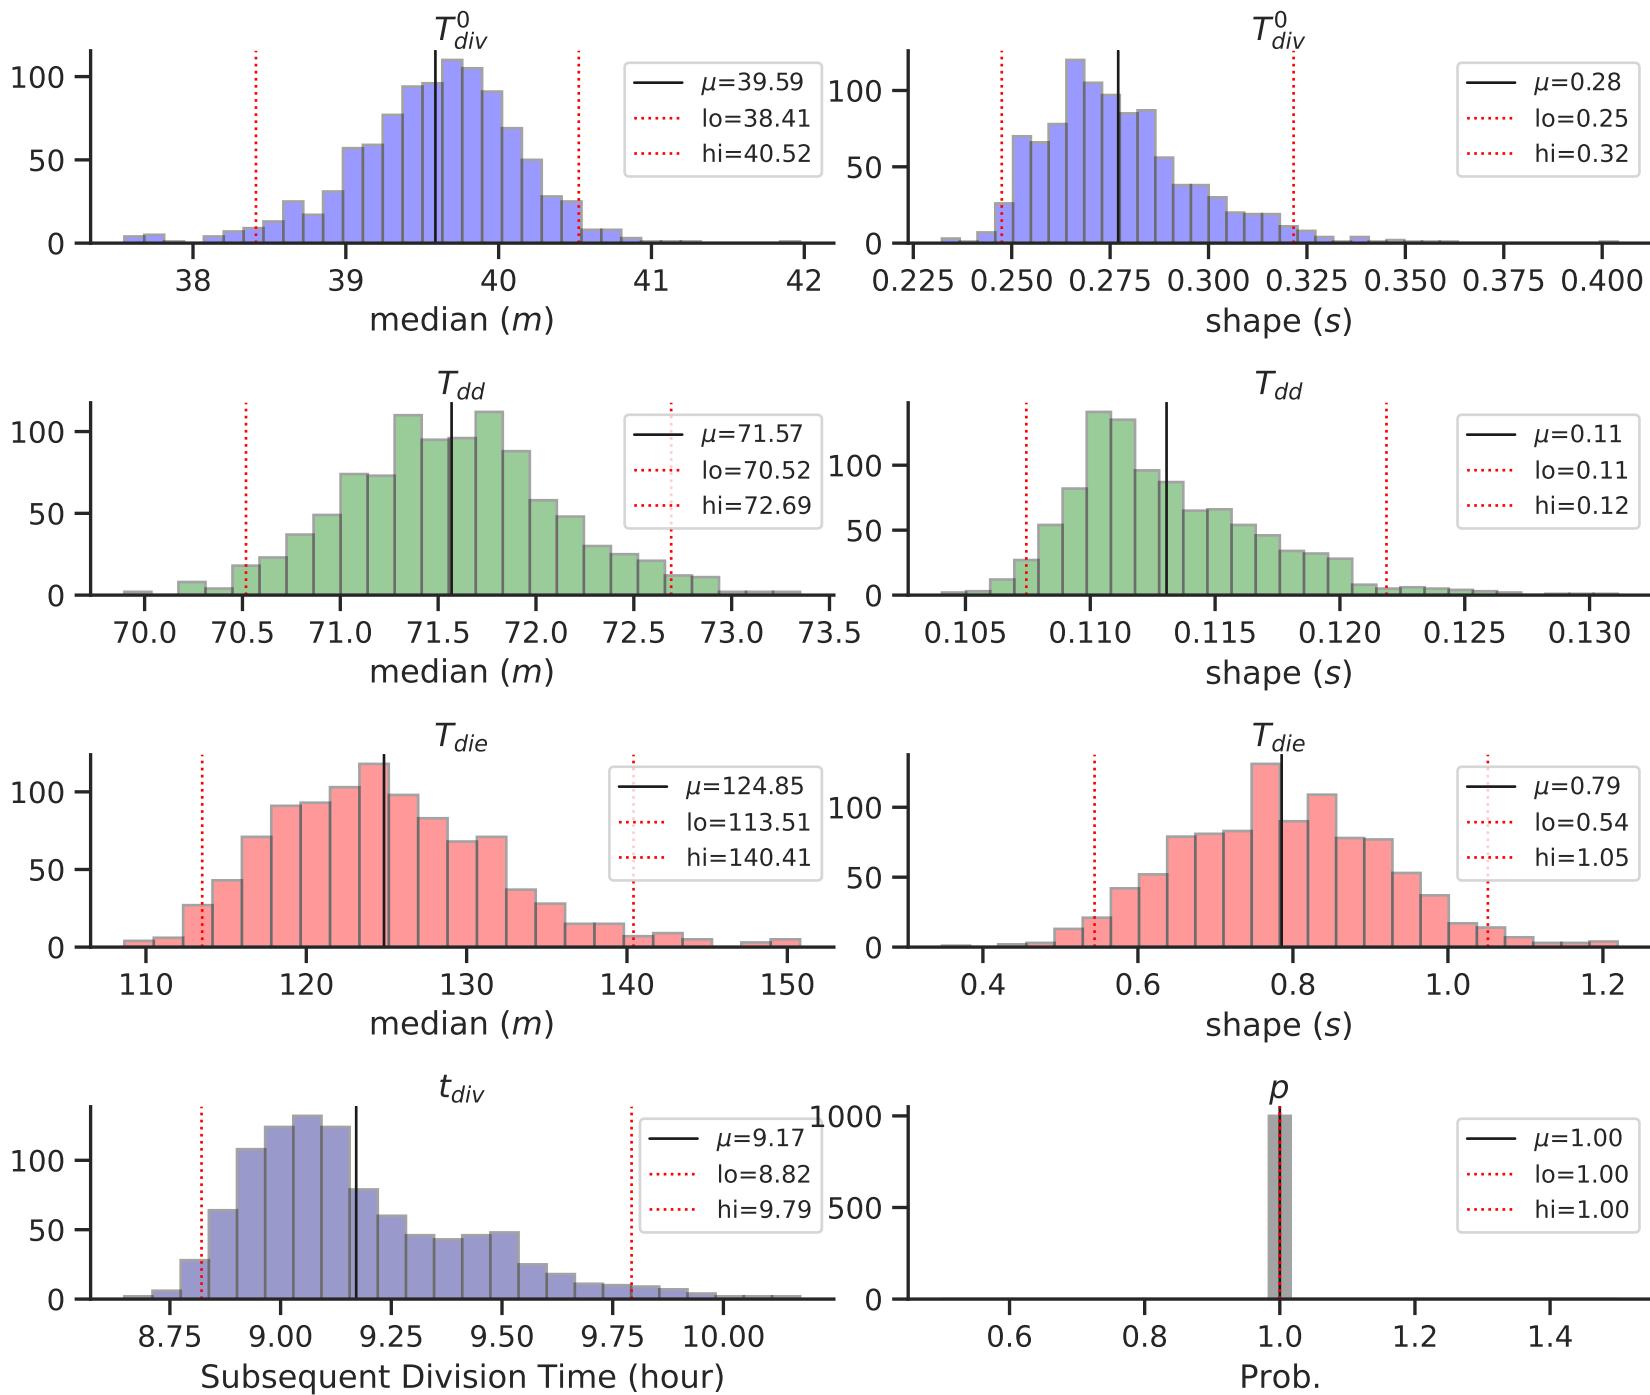 T⁰div
100
50
0
μ=39.59
lo=38.41
hi=40.52
38 39 40 41 42
median (m)
T⁰div
100
50
0
μ=0.28
lo=0.25
hi=0.32
0.225 0.250 0.275 0.300 0.325 0.350 0.375 0.400
shape (s)
Tdd
100
50
0
μ=71.57
lo=70.52
hi=72.69
70.0 70.5 71.0 71.5 72.0 72.5 73.0 73.5
median (m)
Tdd
100
50
0
μ=0.11
lo=0.11
hi=0.12
0.105 0.110 0.115 0.120 0.125 0.130
shape (s)
Tdie
100
50
0
μ=124.85
lo=113.51
hi=140.41
110 120 130 140 150
median (m)
Tdie
100
50
0
μ=0.79
lo=0.54
hi=1.05
0.4 0.6 0.8 1.0 1.2
shape (s)
tdiv
100
50
0
μ=9.17
lo=8.82
hi=9.79
8.75 9.00 9.25 9.50 9.75 10.00
Subsequent Division Time (hour)
p
1000
500
0
μ=1.00
lo=1.00
hi=1.00
0.6 0.8 1.0 1.2 1.4
Prob.